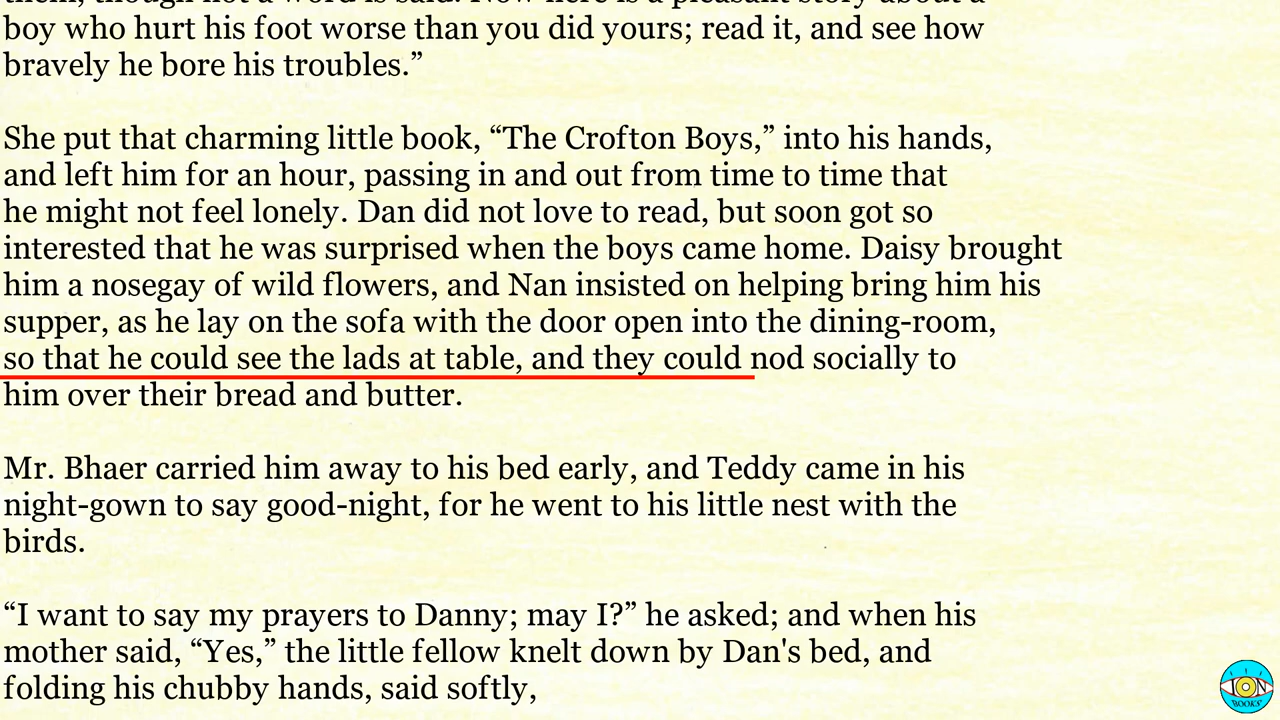 boy who hurt his foot worse than you did yours; read it, and see how
bravely he bore his troubles.”
She put that charming little book, “The Crofton Boys,” into his hands,
and left him for an hour, passing in and out from time to time that
he might not feel lonely. Dan did not love to read, but soon got so
interested that he was surprised when the boys came home. Daisy brought
him a nosegay of wild flowers, and Nan insisted on helping bring him his
supper, as he lay on the sofa with the door open into the dining-room,
so that he could see the lads at table, and they could nod socially to
him over their bread and butter.
Mr. Bhaer carried him away to his bed early, and Teddy came in his
night-gown to say good-night, for he went to his little nest with the
birds.
“I want to say my prayers to Danny; may I?” he asked; and when his
mother said, “Yes,” the little fellow knelt down by Dan's bed, and
folding his chubby hands, said softly,
ION
BOOKS